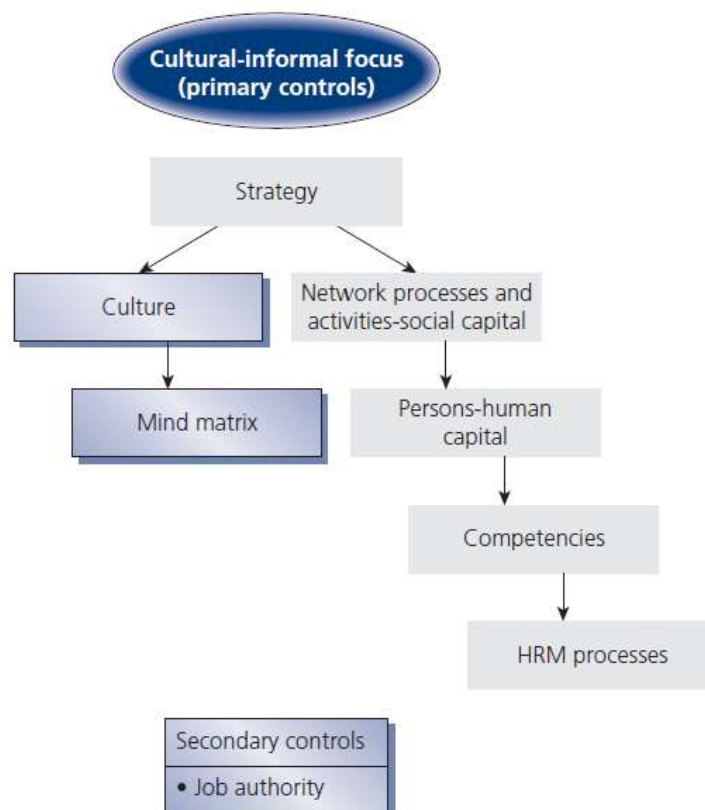 Cultural-informal focus
(primary controls)
Strategy
Culture
Network processes and
activities-social capital
Mind matrix
Persons-human
capital
Competencies
HRM processes
Secondary controls
• Job authority